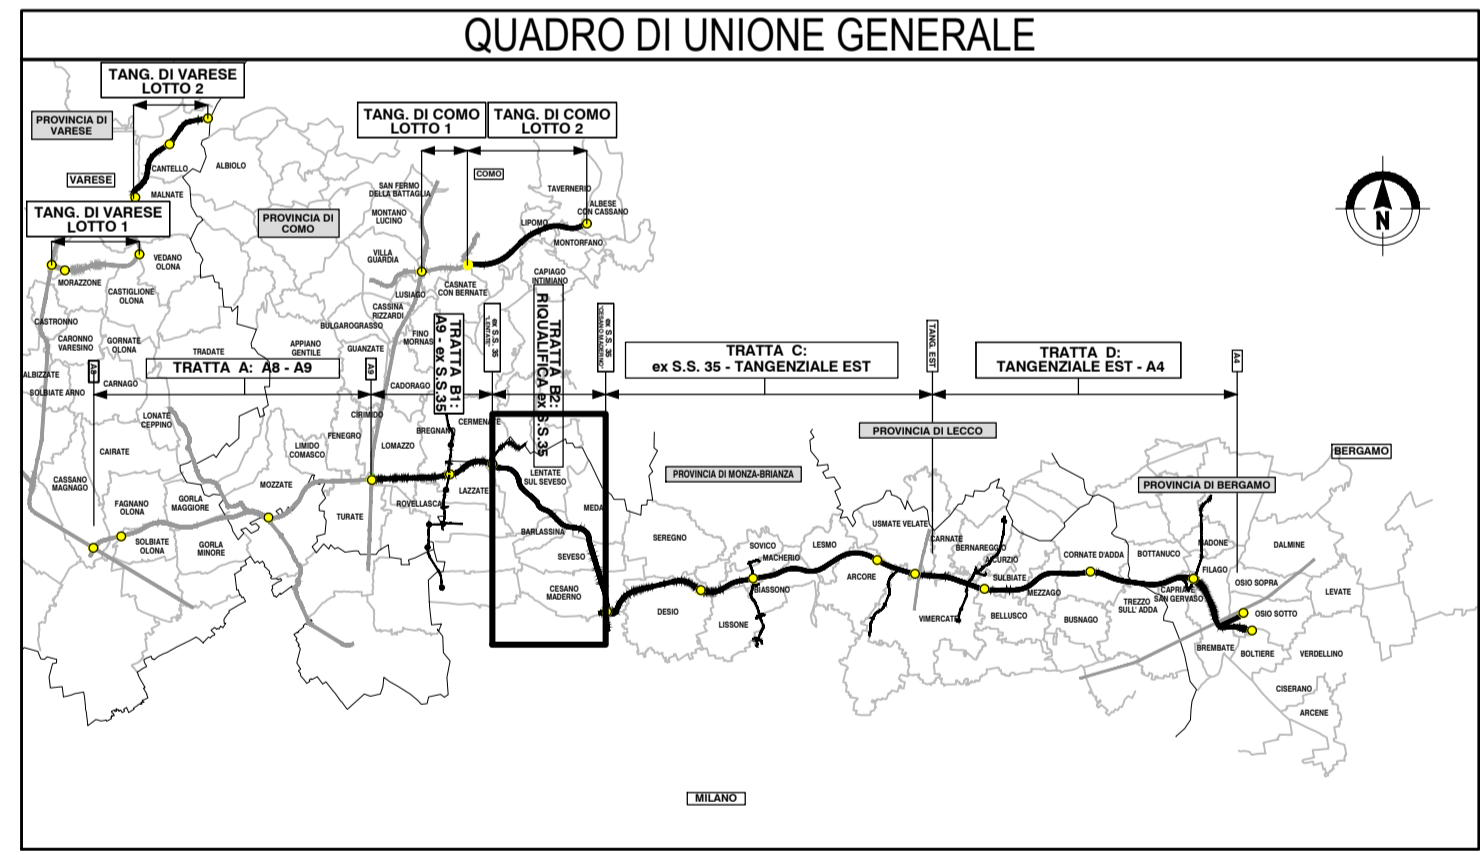 QUADRO DI UNIONE GENERALE
TANG. DI VARESE
LOTTO 2
PROVINCIA DI
VARESE
CANTELLO
ALBIOLO
VARESE
MALNATE
TANG. DI VARESE
LOTTO 1
PROVINCIA DI
COMO
VEDANO
OLONA
MORAZZONE
CASTIGLIONE
OLONA
TANG. DI COMO
LOTTO 1
TANG. DI COMO
LOTTO 2
COMO
SAN FERMO
DELLA BATTAGLIA
MONTANO
LUCINO
TAVERNERIO
ALBESE
CON CASSANO
LIPOMO
MONTORFANO
VILLA
GUARDIA
CAPIAGO
INTIMIANO
LUSIAGO
CASNATE
CON BERNATE
CASSINA
RIZZARDI
BULGAROGRASSO
FINO
MORNAS
CASTRONNO
CARONNO
VARESINO
GORNATE
OLONA
TRADATE
APPIANO
GENTILE
GUANZATE
ALBIZZATE
SOLBIATE ARNO
CARNAGO
A8
TRATTA A: A8 - A9
A9
CADORAGO
TRATTA B1:
A9 - ex S.S.35
ex S.S. 35
"LENTATE"
TRATTA B2:
RIQUALIFICA ex S.S.35
ex S.S. 35
"CESANO MADERNO"
TRATTA C:
ex S.S. 35 - TANGENZIALE EST
TANG. EST
TRATTA D:
TANGENZIALE EST - A4
A4
N
LONATE
CEPPINO
CIRIMIDO
FENEGRO
LOMAZZO
BREGNANO
CERMENATE
LIMIDO
COMASCO
CAIRATE
CASSANO
MAGNAGO
MOZZATE
GORLA
MAGGIORE
FAGNANO
OLONA
SOLBIATE
OLONA
GORLA
MINORE
TURATE
ROVELLASCA
LAZZATE
LENTATE
SUL SEVESO
MEDA
BARLASSINA
SEVESO
CESANO
MADERNO
PROVINCIA DI LECCO
PROVINCIA DI MONZA-BRIANZA
PROVINCIA DI BERGAMO
BERGAMO
SEREGNO
DESIO
LISSONE
SOVICO
MACHERIO
BIASSONO
LESMO
ARCORE
USMATE VELATE
CARNATE
BERNAREGGIO
AICURZIO
SULBIATE
MEZZAGO
VIMERCATE
BELLUSCO
BUSNAGO
CORNATE D'ADDA
TREZZO
SULL' ADDA
BOTTANUCO
CAPRIATE
SAN GERVASO
MADONE
FILAGO
DALMINE
OSIO SOPRA
OSIO SOTTO
LEVATE
BREMBATE
BOLTIERE
VERDELLINO
CISERANO
ARCENE
MILANO